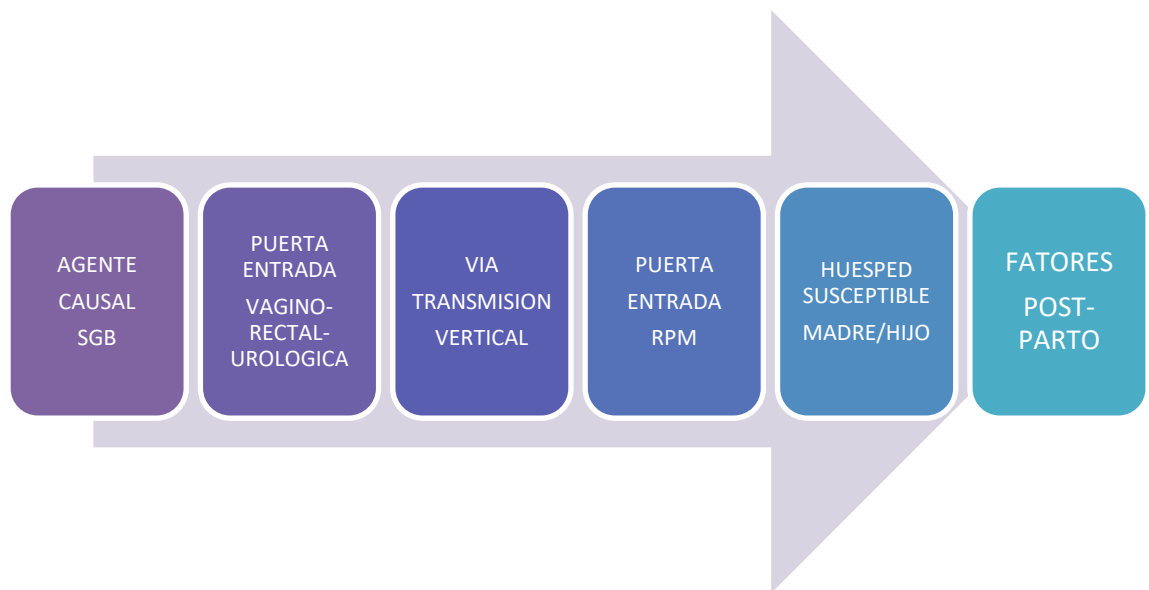 AGENTE
CAUSAL
SGB
PUERTA
ENTRADA
VAGINO-
RECTAL-
UROLOGICA
VIA
TRANSMISION
VERTICAL
PUERTA
ENTRADA
RPM
HUESPED
SUSCEPTIBLE
MADRE/HIJO
FATORES
POST-
PARTO